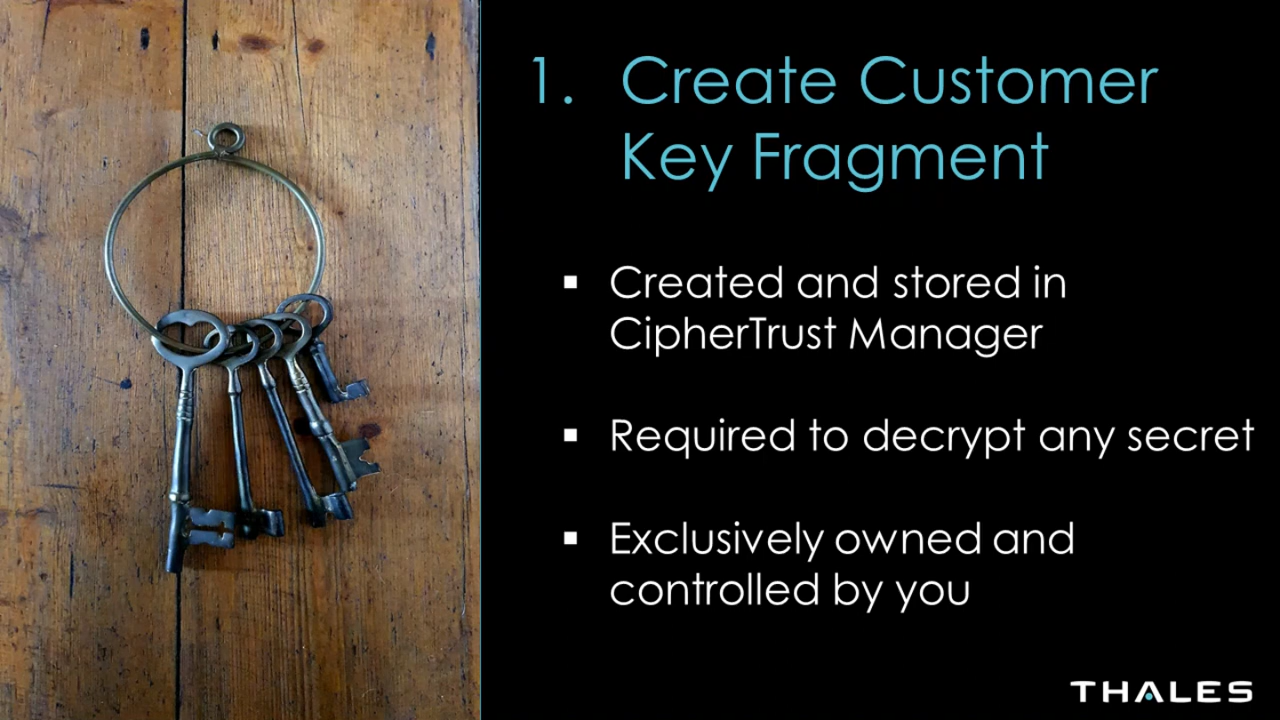 1. Create Customer
Key Fragment
▪ Created and stored in
CipherTrust Manager
▪ Required to decrypt any secret
▪ Exclusively owned and
controlled by you
THALES